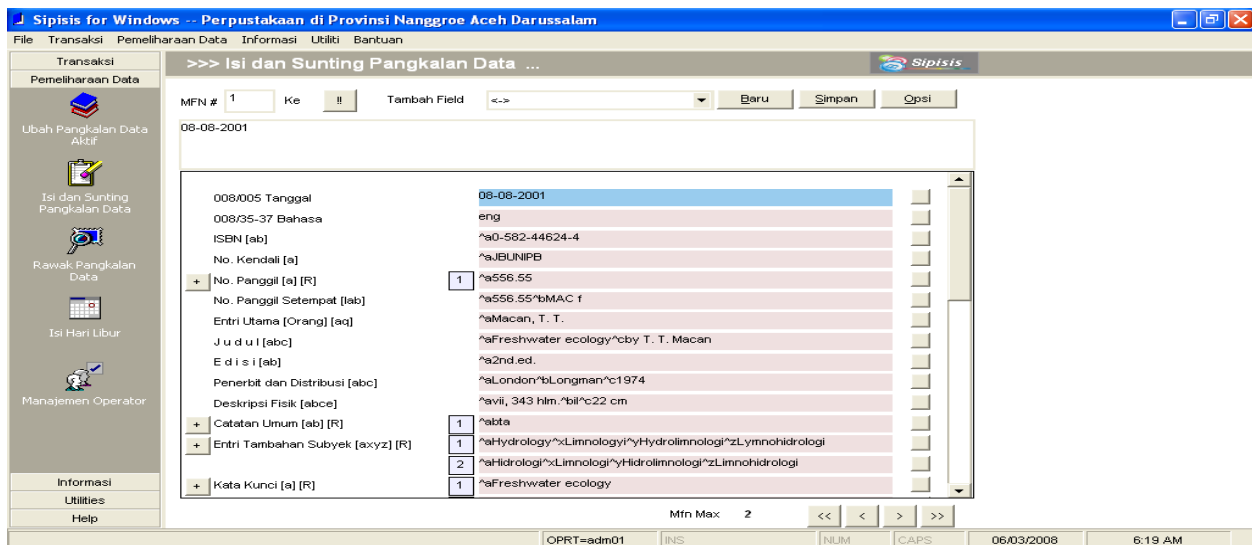 Sipisis for Windows -- Perpustakaan di Provinsi Nanggroe Aceh Darussalam
File Transaksi Pemeliharaan Data Informasi Utiliti Bantuan
Transaksi
Pemeliharaan Data
Ubah Pangkalan Data
Aktif
Isi dan Sunting
Pangkalan Data
Rawak Pangkalan
Data
Isi Hari Libur
Manajemen Operator
Informasi
Utilities
Help
>>> Isi dan Sunting Pangkalan Data ...
Sipisis
MFN # 1 Ke !! Tambah Field <-> Baru Simpan Opsi
08-08-2001
008/005 Tanggal 08-08-2001
008/35-37 Bahasa eng
ISBN [ab] ^a0-582-44624-4
No. Kendali [a] ^aJBUNIPB
+ No. Panggil [a] [R] 1 ^a556.55
No. Panggil Setempat [lab] ^a556.55^bMAC f
Entri Utama [Orang] [aq] ^aMacan, T. T.
J u d u l [abc] ^aFreshwater ecology^cby T. T. Macan
E d i s i [ab] ^a2nd.ed.
Penerbit dan Distribusi [abc] ^aLondon^bLongman^c1974
Deskripsi Fisik [abce] ^avii, 343 hlm.^bil^c22 cm
+ Catatan Umum [ab] [R] 1 ^abta
+ Entri Tambahan Subyek [axyz] [R] 1 ^aHydrology^xLimnologyi^yHydrolimnologi^zLymnohidrologi
2 ^aHidrologi^xLimnologi^yHidrolimnologi^zLimnohidrologi
+ Kata Kunci [a] [R] 1 ^aFreshwater ecology
Mfn Max 2 << < > >>
OPRT=adm01 INS NUM CAPS 06/03/2008 6:19 AM